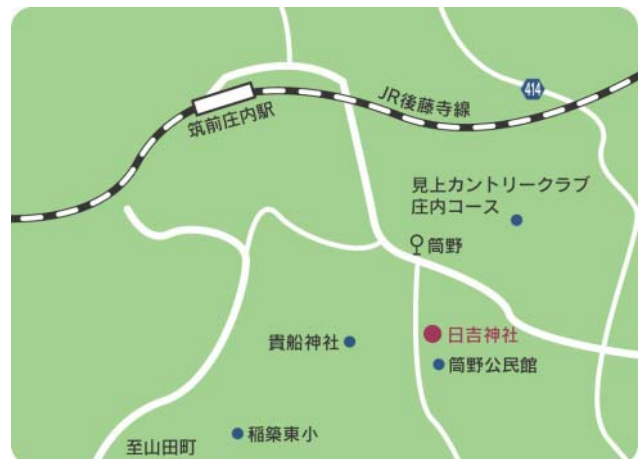 414
JR後藤寺線
筑前庄内駅
見上カントリークラブ
庄内コース
筒野
日吉神社
貴船神社
筒野公民館
稲築東小
至山田町